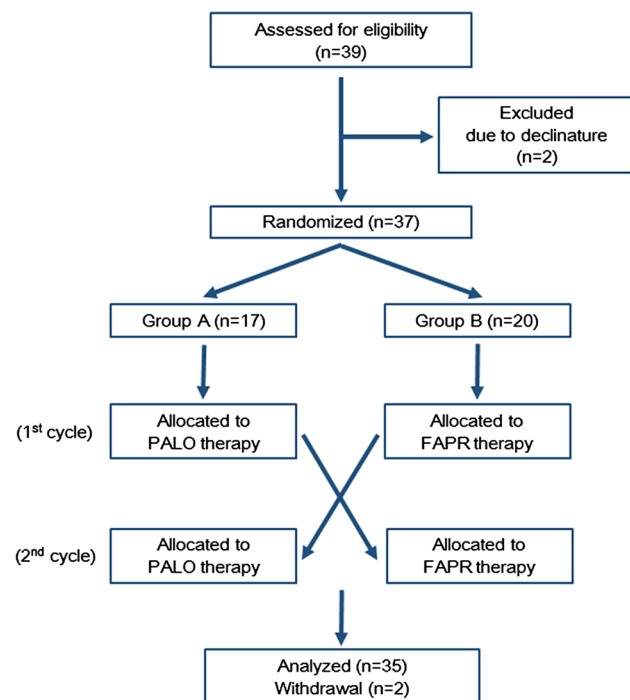 Assessed for eligibility
(n=39)
Excluded
due to declinature
(n=2)
Randomized (n=37)
Group A (n=17)
Group B (n=20)
(1st cycle)
Allocated to
PALO therapy
Allocated to
FAPR therapy
(2nd cycle)
Allocated to
PALO therapy
Allocated to
FAPR therapy
Analyzed (n=35)
Withdrawal (n=2)